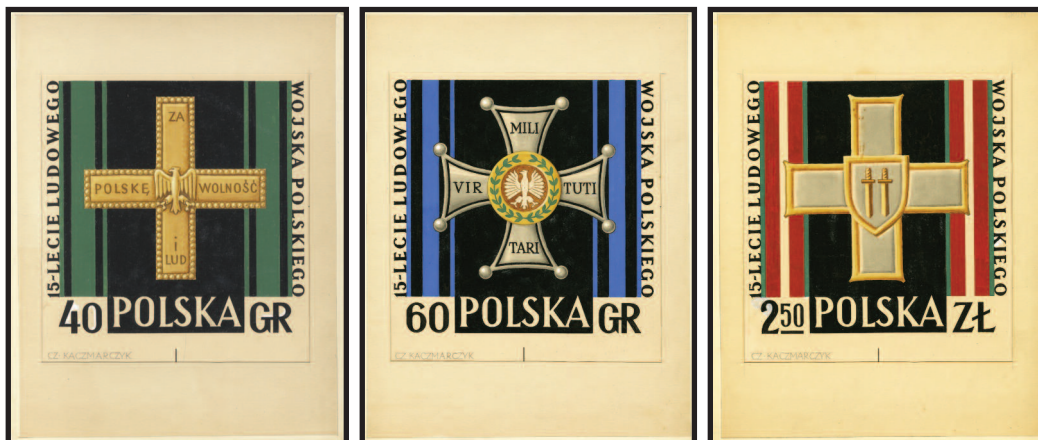 15-LECIE LUDOWEGO
WOJSKA POLSKIEGO
ZA
POLSKĘ WOLNOŚĆ
i
LUD
40 POLSKA GR
CZ. KACZMARCZYK
15-LECIE LUDOWEGO
WOJSKA POLSKIEGO
MILI
VIR TUTI
TARI
60 POLSKA GR
CZ. KACZMARCZYK
15-LECIE LUDOWEGO
WOJSKA POLSKIEGO
2 50 POLSKA ZŁ
CZ. KACZMARCZYK